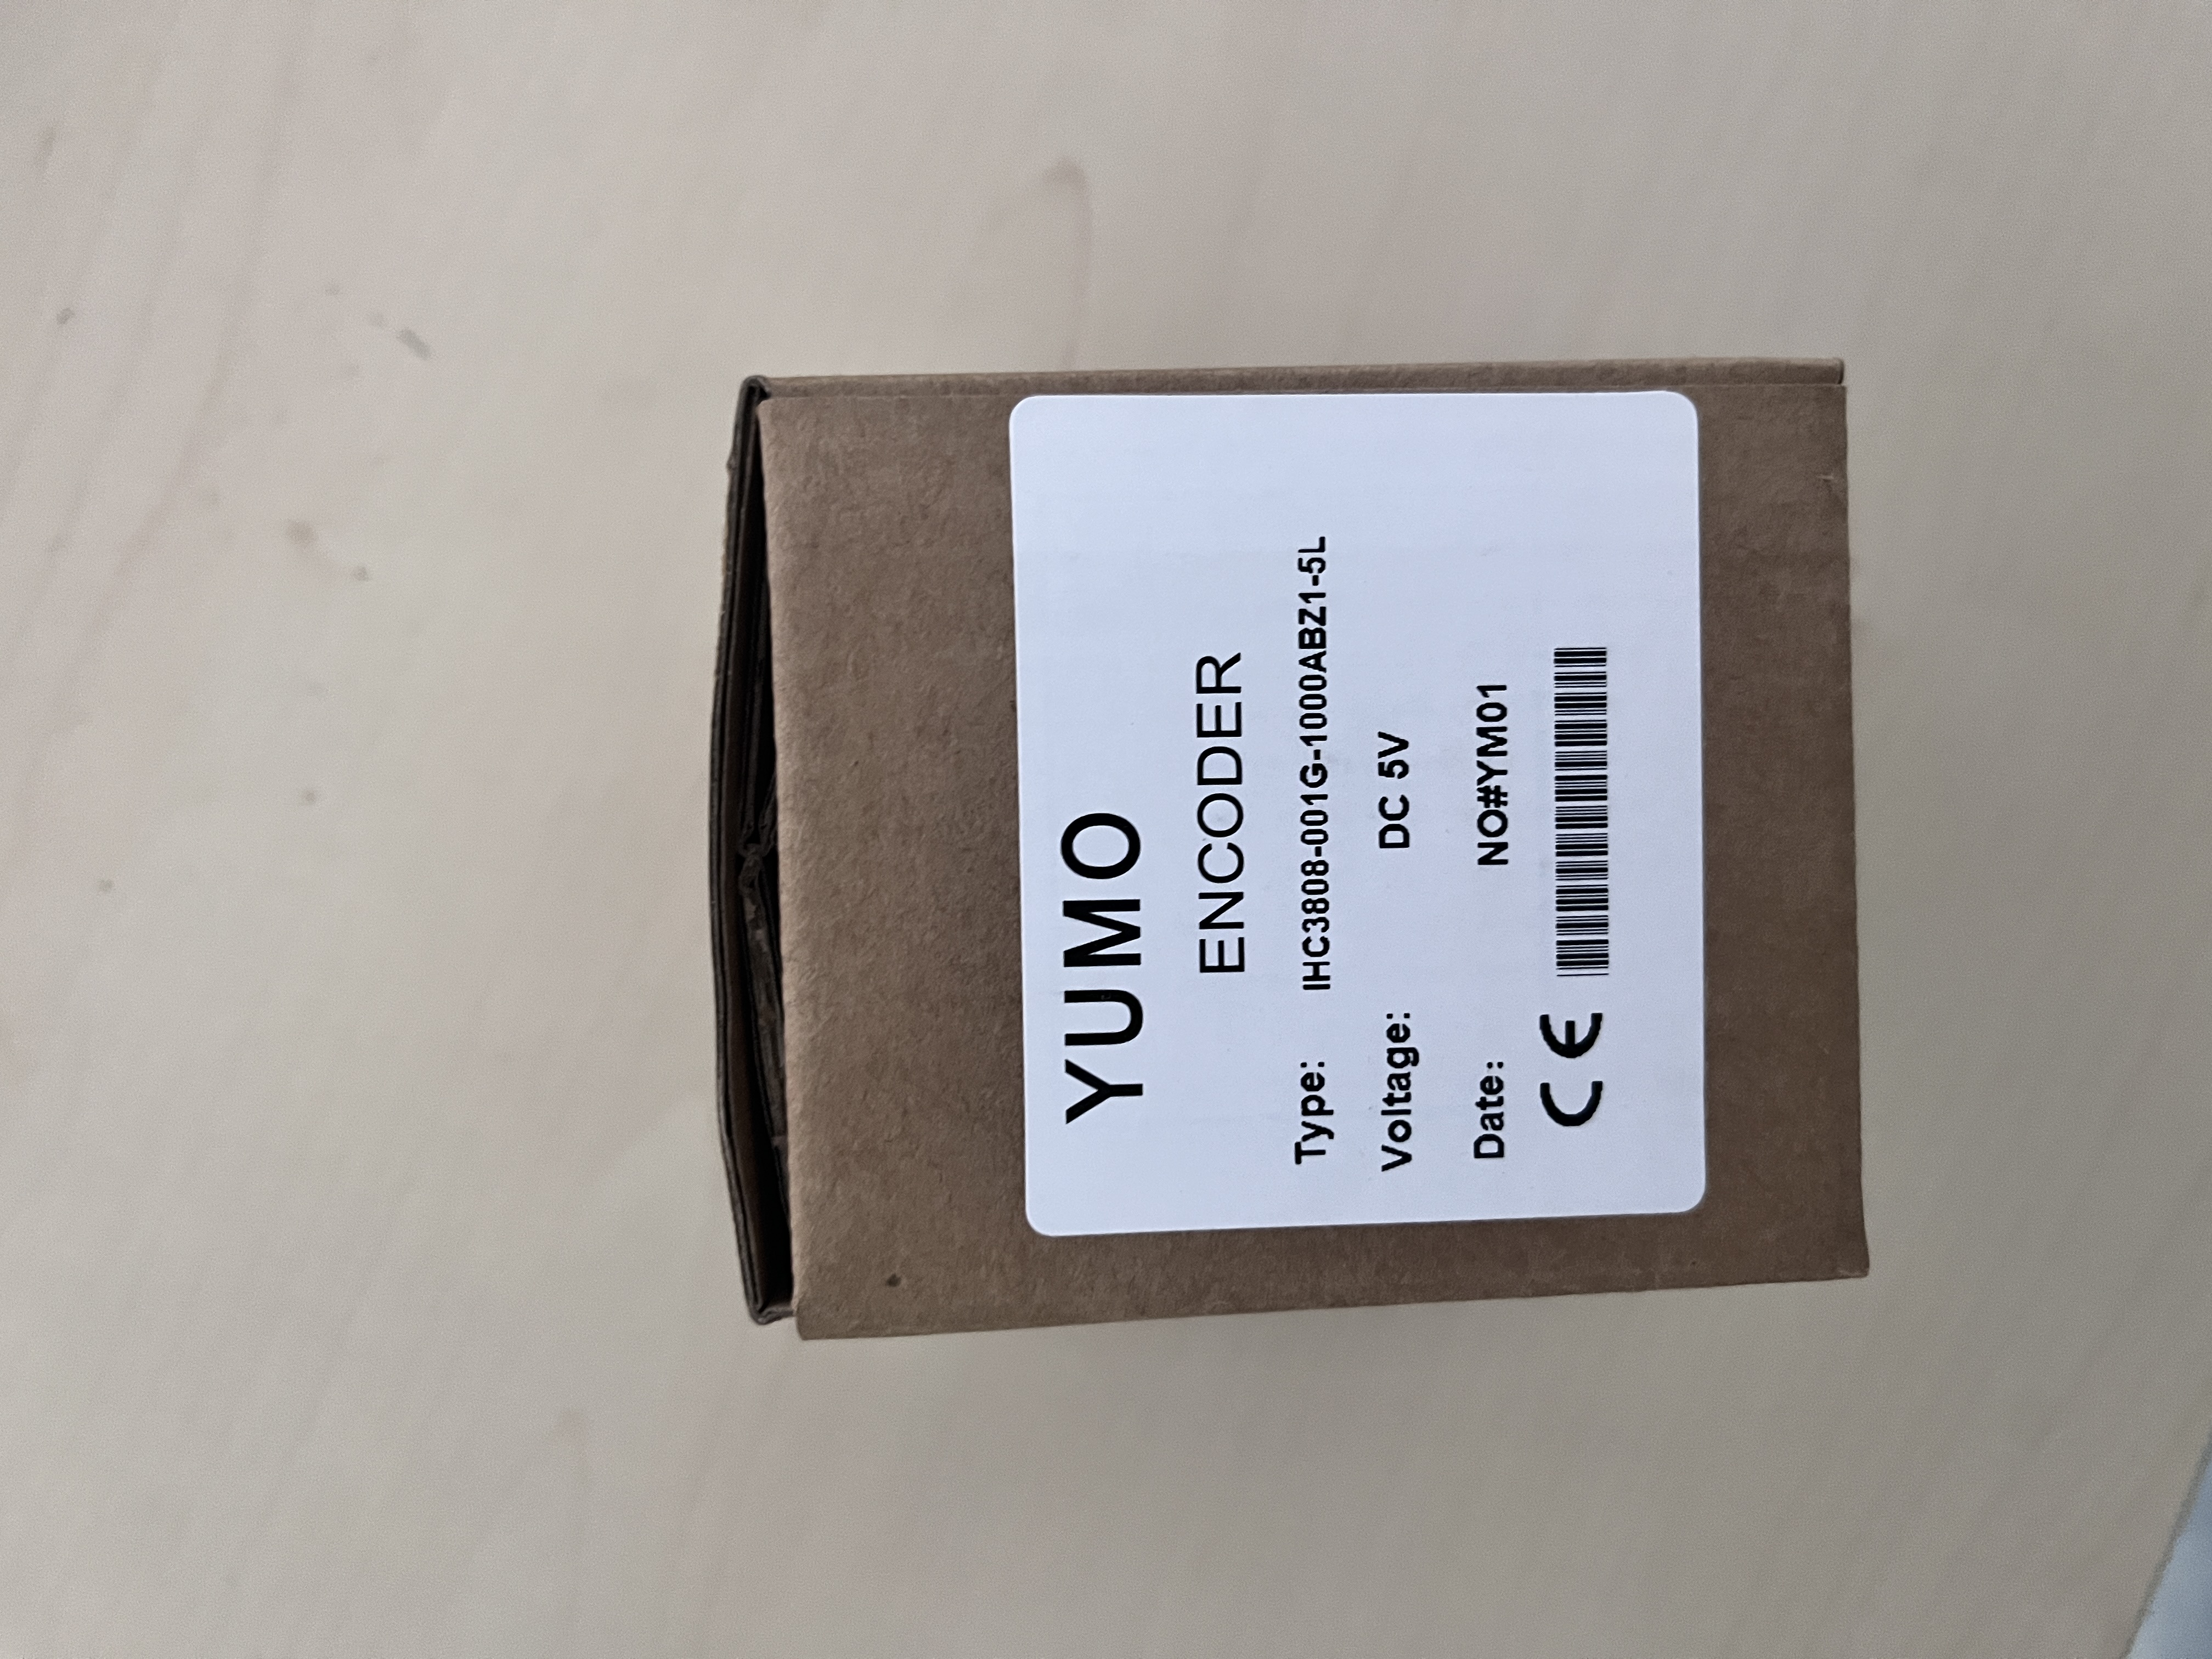 YUMO
ENCODER
Type: IHC3808-001G-1000ABZ1-5L
Voltage: DC 5V
Date: NO#YM01
CE